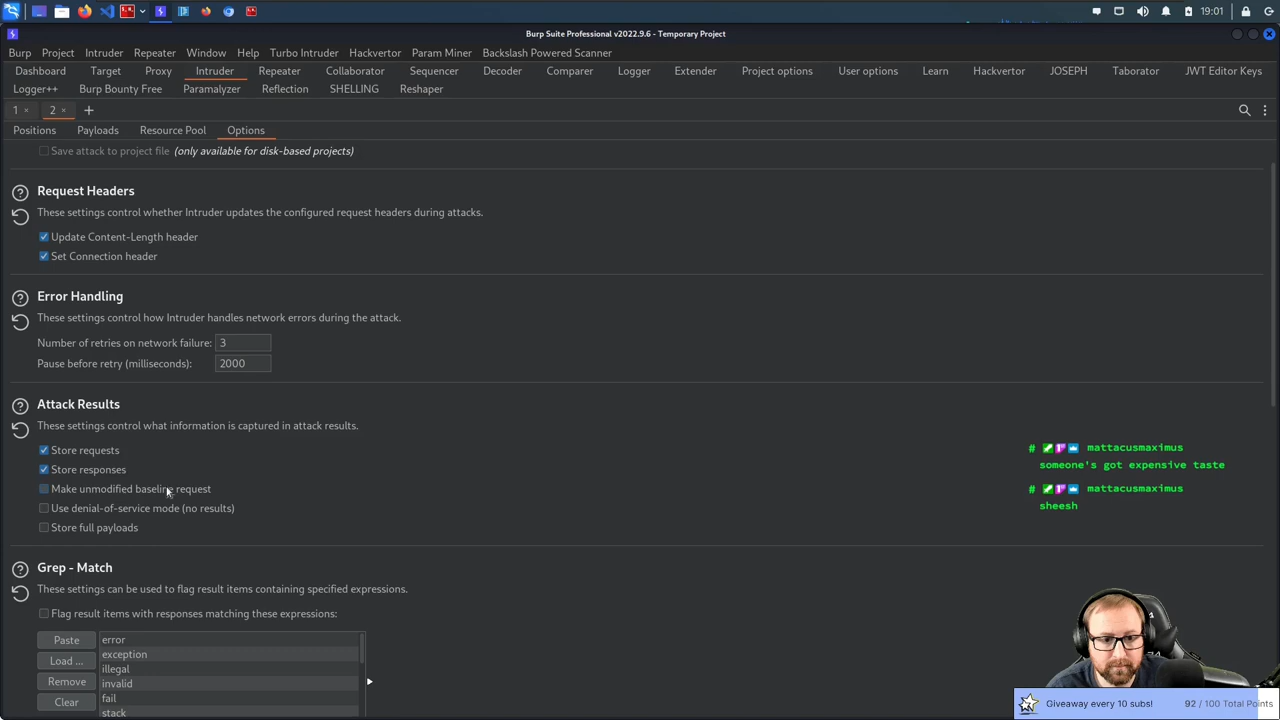 19:01
Burp Suite Professional v2022.9.6 - Temporary Project
Burp Project Intruder Repeater Window Help Turbo Intruder Hackvertor Param Miner Backslash Powered Scanner
Dashboard Target Proxy Intruder Repeater Collaborator Sequencer Decoder Comparer Logger Extender Project options User options Learn Hackvertor JOSEPH Taborator JWT Editor Keys
Logger++ Burp Bounty Free Paramalyzer Reflection SHELLING Reshaper
1 × 2 × +
Positions Payloads Resource Pool Options
Save attack to project file (only available for disk-based projects)
Request Headers
These settings control whether Intruder updates the configured request headers during attacks.
Update Content-Length header
Set Connection header
Error Handling
These settings control how Intruder handles network errors during the attack.
Number of retries on network failure: 3
Pause before retry (milliseconds): 2000
Attack Results
These settings control what information is captured in attack results.
Store requests
Store responses
Make unmodified baseline request
Use denial-of-service mode (no results)
Store full payloads
Grep - Match
These settings can be used to flag result items containing specified expressions.
Flag result items with responses matching these expressions:
Paste
Load ...
Remove
Clear
error
exception
illegal
invalid
fail
stack
# mattacusmaximus
someone's got expensive taste
# mattacusmaximus
sheesh
Giveaway every 10 subs! 92 / 100 Total Points